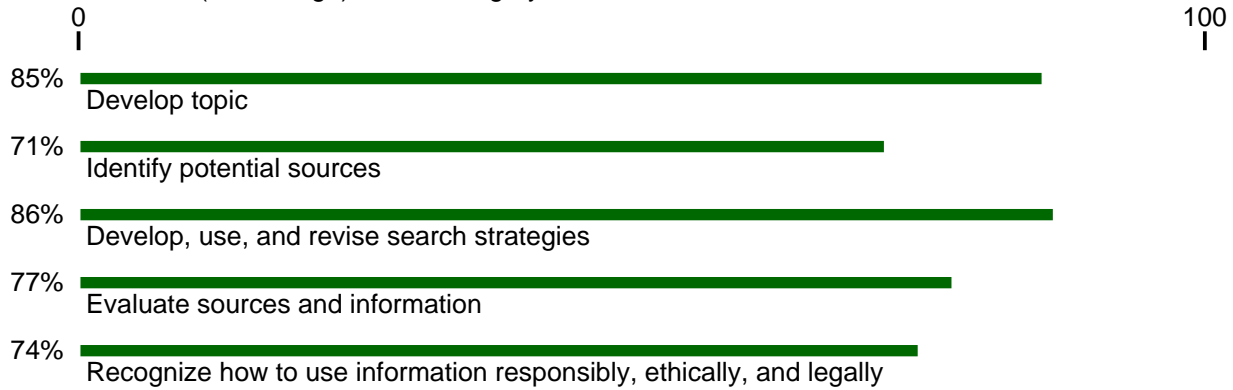 0 100
85%
Develop topic
71%
Identify potential sources
86%
Develop, use, and revise search strategies
77%
Evaluate sources and information
74%
Recognize how to use information responsibly, ethically, and legally